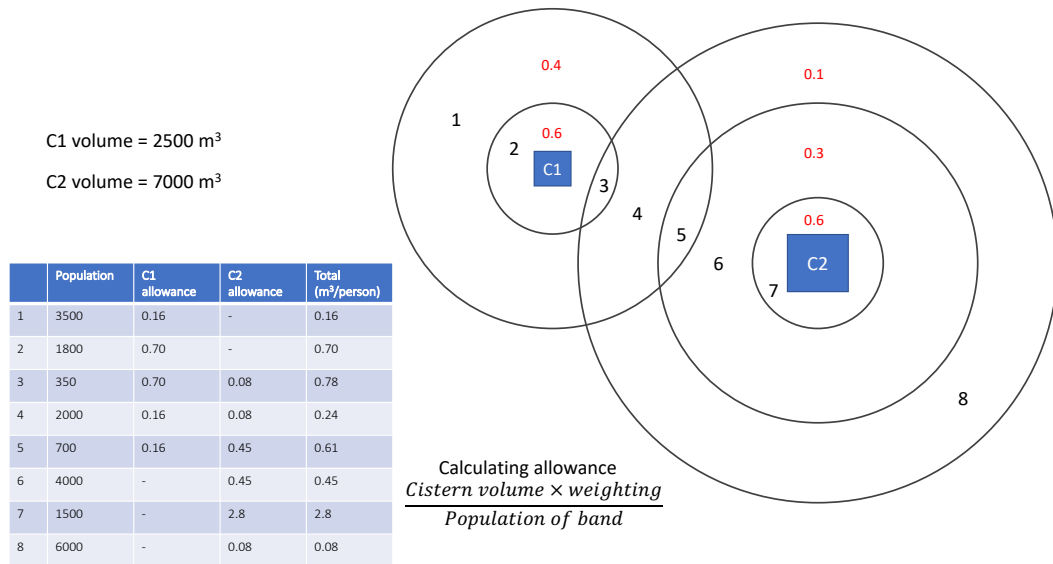 C1 volume = 2500 m³
C2 volume = 7000 m³
0.4
0.1
1
0.6
2
C1
3
4
5
0.3
0.6
6
C2
7
8
Population C1 allowance C2 allowance Total (m³/person)
1 3500 0.16 - 0.16
2 1800 0.70 - 0.70
3 350 0.70 0.08 0.78
4 2000 0.16 0.08 0.24
5 700 0.16 0.45 0.61
6 4000 - 0.45 0.45
7 1500 - 2.8 2.8
8 6000 - 0.08 0.08
Calculating allowance
Cistern volume × weighting
Population of band